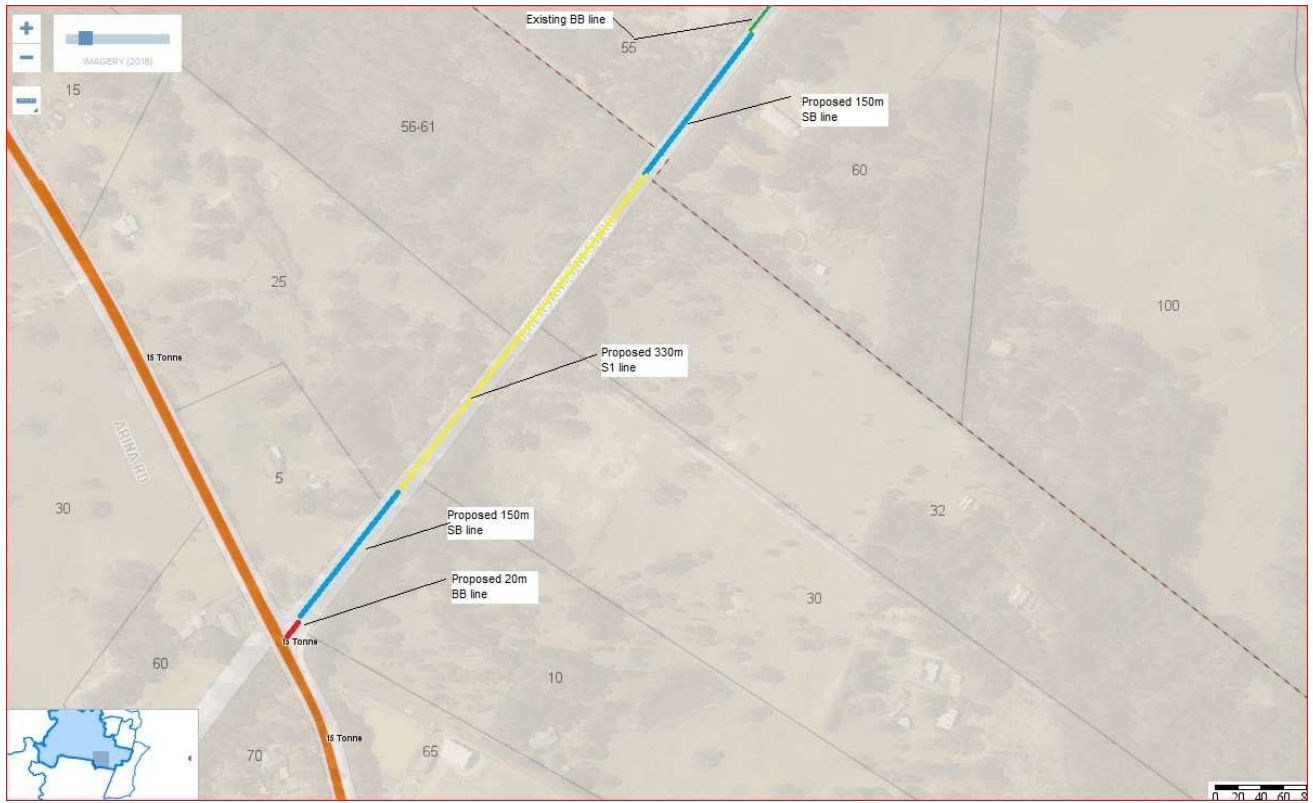 Existing BB line
55
IMAGERY (2016)
15
Proposed 150m
SB line
56-61
60
25
100
15 Tonne
Proposed 330m
S1 line
ARINA RD
5
30
32
Proposed 150m
SB line
Proposed 20m
BB line
30
15 Tonne
60
10
15 Tonne
70
65
0 20 40 60